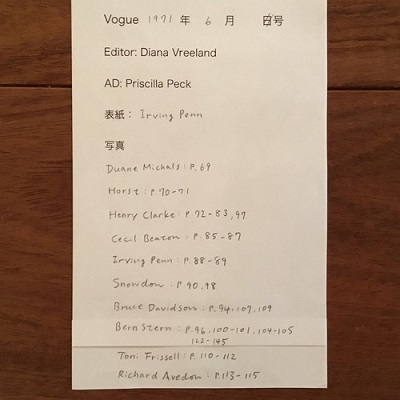 Vogue 1971 年 6 月 号
Editor: Diana Vreeland
AD: Priscilla Peck
表紙： Irving Penn
写真
Duane Michals : P.69
Horst : P.70-71
Henry Clarke : P.72-83, 97
Cecil Beaton : P.85-87
Irving Penn : P.88-89
Snowdon : P.90, 98
Bruce Davidson : P.94, 107, 109
Bern Stern : P.96, 100-101, 104-105
122-145
Toni Frissell : P.110-112
Richard Avedon : P.113-115